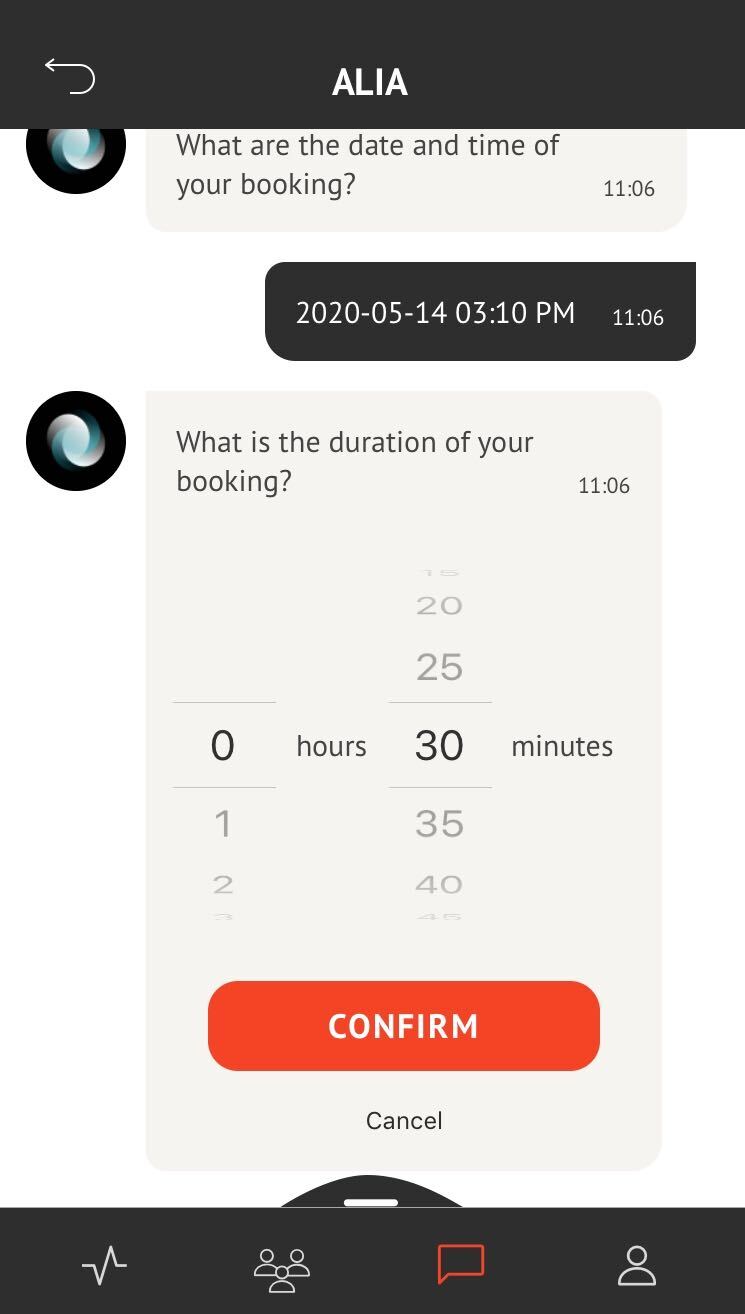 ALIA
What are the date and time of
your booking?
11:06
2020-05-14 03:10 PM 11:06
What is the duration of your
booking?
11:06
15
20
25
0 hours 30 minutes
1 35
2 40
3 45
CONFIRM
Cancel